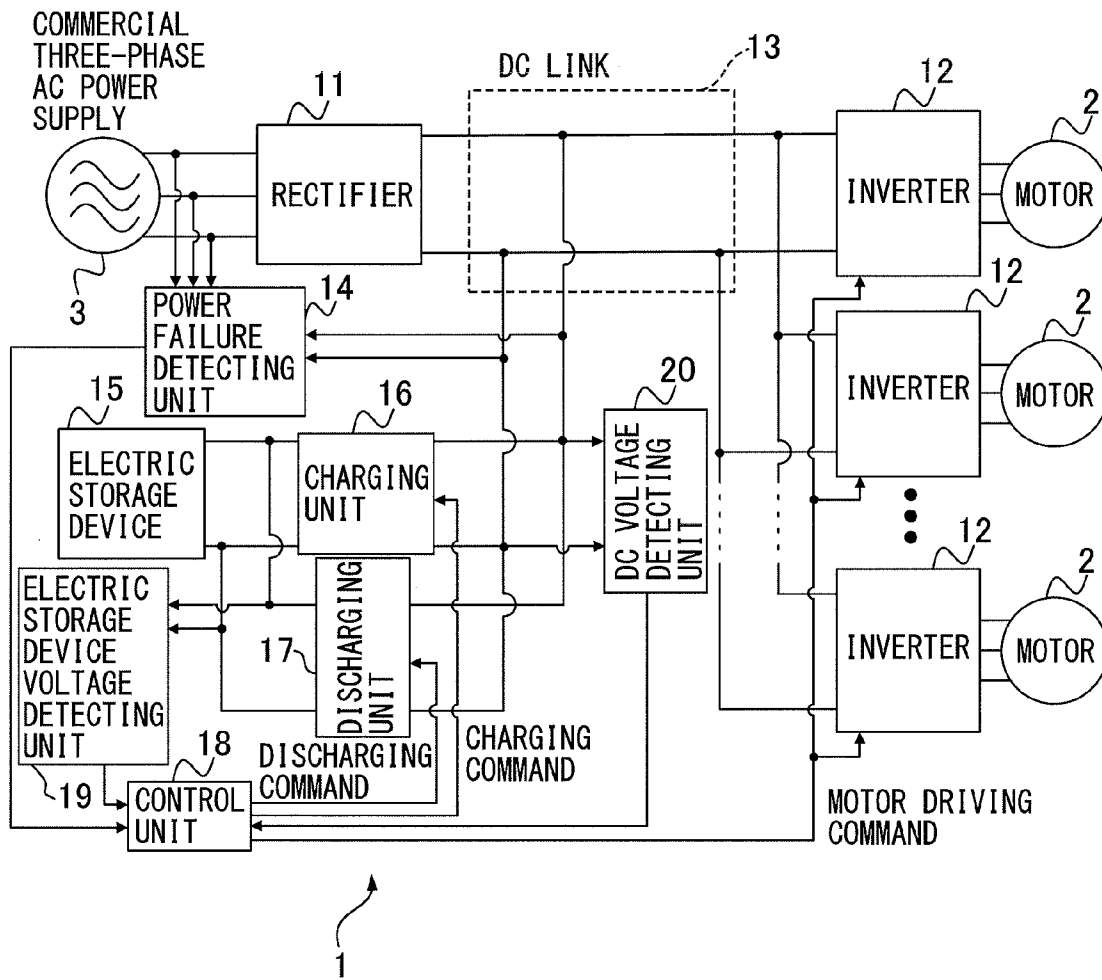 COMMERCIAL
THREE-PHASE
AC POWER
SUPPLY
3
11
RECTIFIER
DC LINK
13
12
INVERTER
2
MOTOR
14
POWER
FAILURE
DETECTING
UNIT
12
INVERTER
2
MOTOR
15
ELECTRIC
STORAGE
DEVICE
16
CHARGING
UNIT
20
DC VOLTAGE
DETECTING
UNIT
12
INVERTER
2
MOTOR
ELECTRIC
STORAGE
DEVICE
VOLTAGE
DETECTING
UNIT
19
17
DISCHARGING
UNIT
DISCHARGING
COMMAND
CHARGING
COMMAND
18
CONTROL
UNIT
MOTOR DRIVING
COMMAND
1